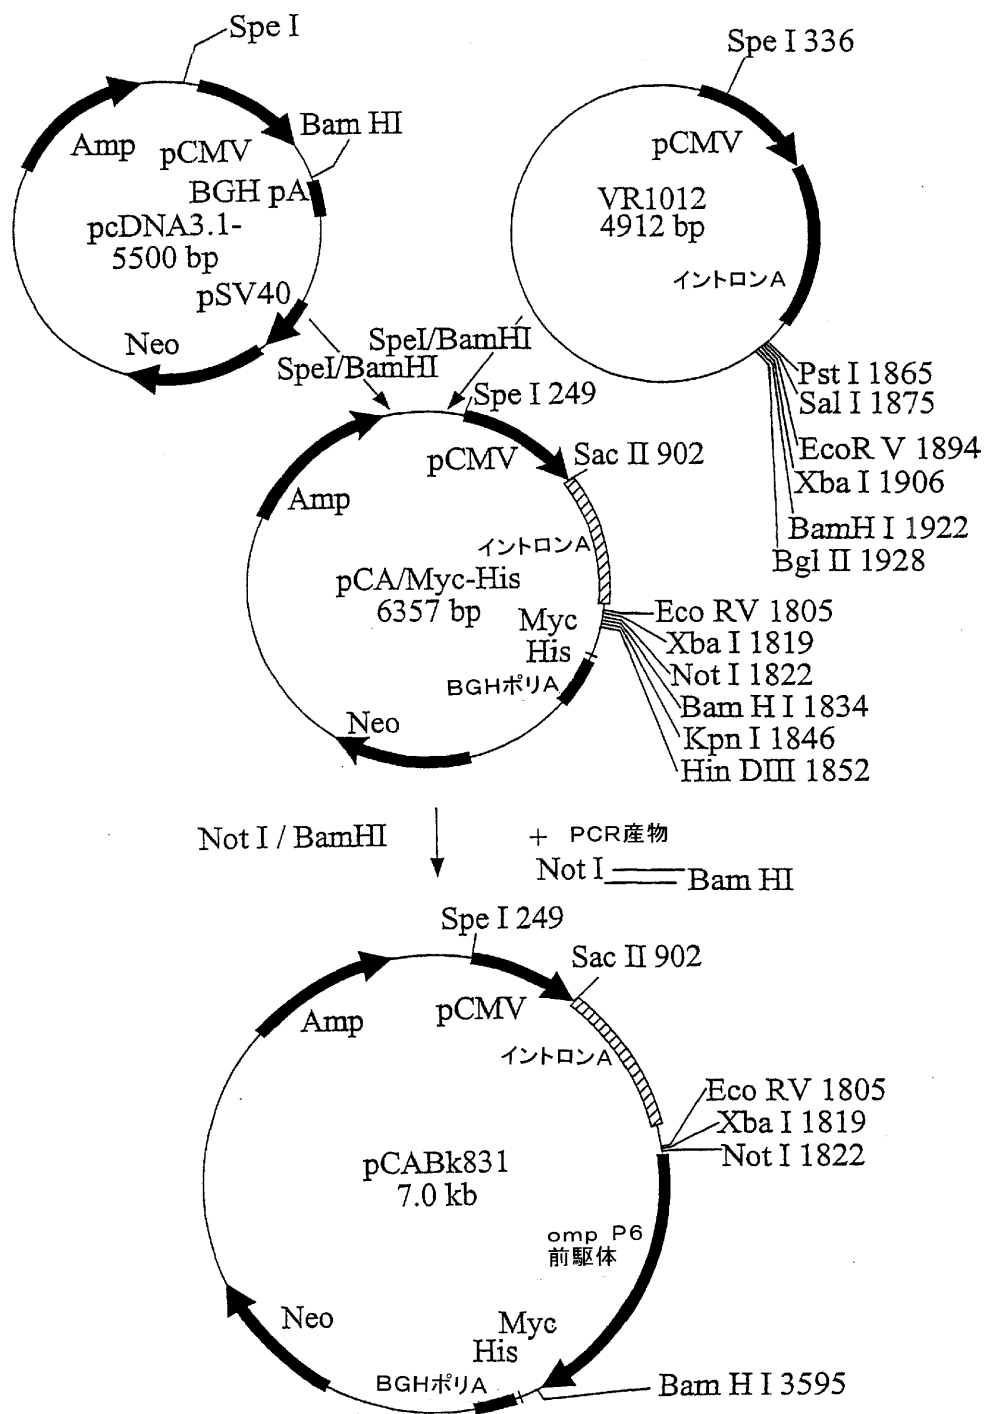 Spe I
Amp
pCMV
Bam HI
BGH pA
pcDNA3.1-
5500 bp
pSV40
Neo
Spe I 336
pCMV
VR1012
4912 bp
イントロンA
Pst I 1865
Sal I 1875
EcoR V 1894
Xba I 1906
BamH I 1922
Bgl II 1928
SpeI/BamHI
SpeI/BamHI
Spe I 249
pCMV
Sac II 902
Amp
イントロンA
pCA/Myc-His
6357 bp
Myc
His
BGHポリA
Neo
Eco RV 1805
Xba I 1819
Not I 1822
Bam H I 1834
Kpn I 1846
Hin DIII 1852
Not I / BamHI
+ PCR産物
Not I
Bam HI
Spe I 249
Sac II 902
Amp
pCMV
イントロンA
Eco RV 1805
Xba I 1819
Not I 1822
pCABk831
7.0 kb
omp P6
前駆体
Neo
Myc
His
BGHポリA
Bam H I 3595